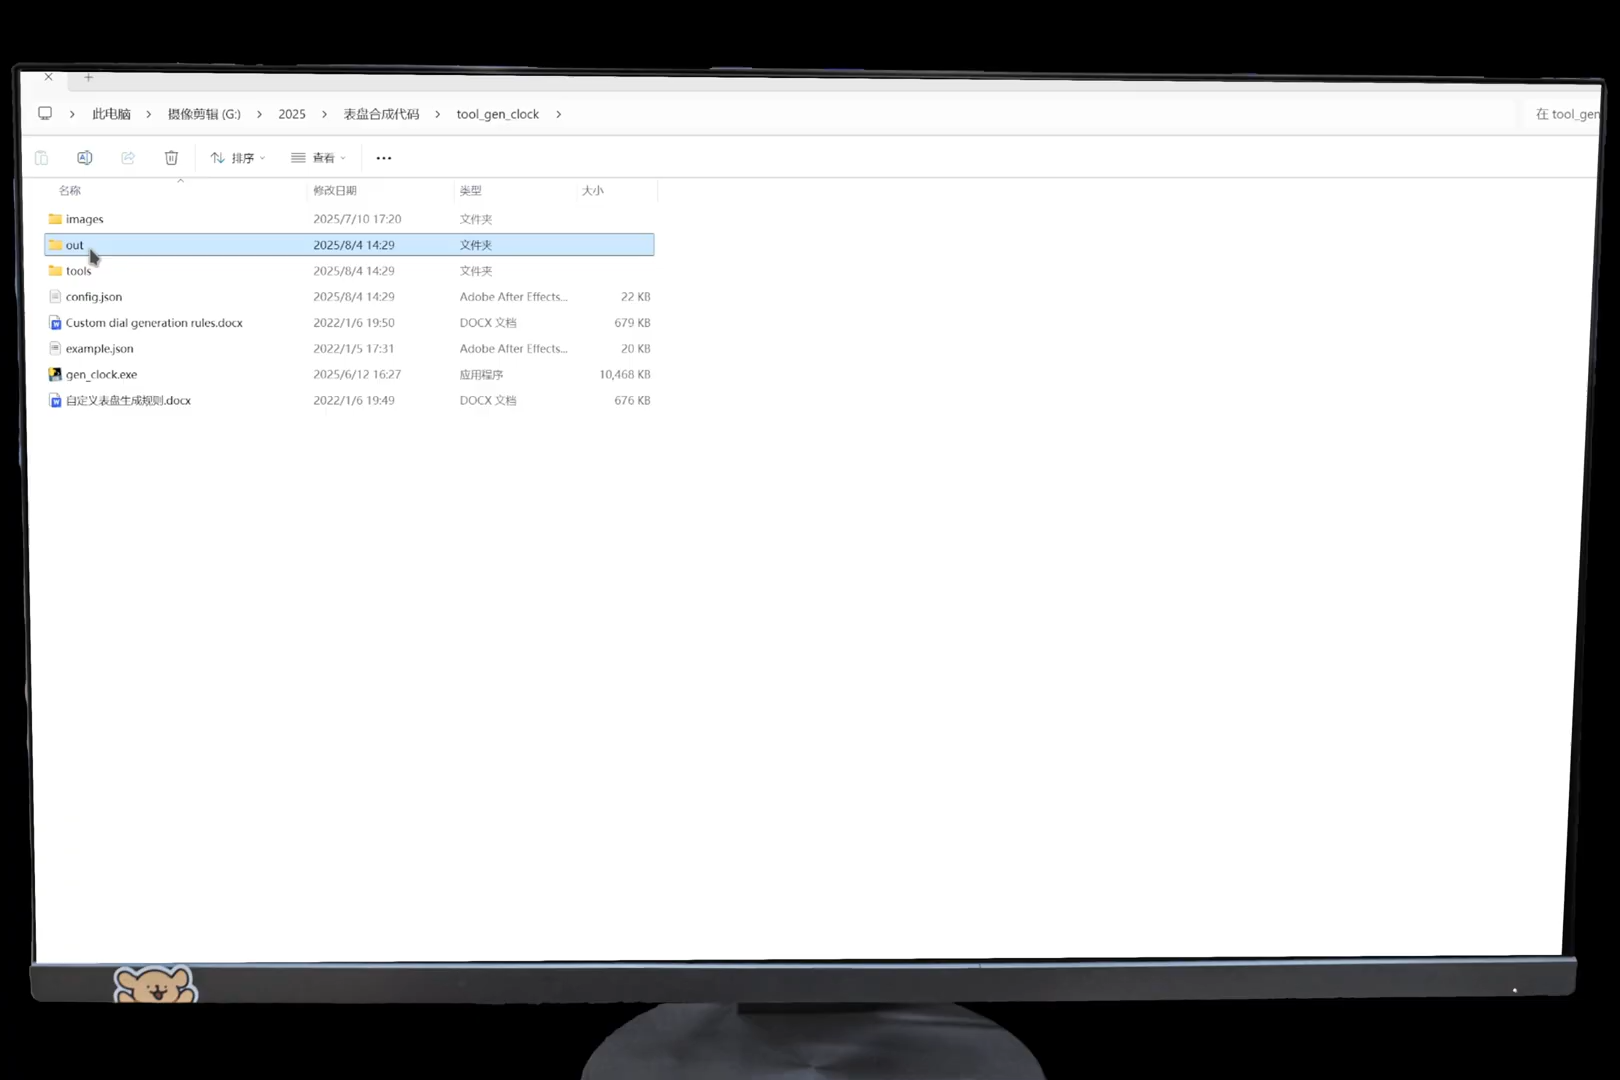 此电脑 > 摄像剪辑 (G:) > 2025 > 表盘合成代码 > tool_gen_clock > 在 tool_gen
排序 查看 ...
名称 修改日期 类型 大小
images 2025/7/10 17:20 文件夹
out 2025/8/4 14:29 文件夹
tools 2025/8/4 14:29 文件夹
config.json 2025/8/4 14:29 Adobe After Effects... 22 KB
Custom dial generation rules.docx 2022/1/6 19:50 DOCX 文档 679 KB
example.json 2022/1/5 17:31 Adobe After Effects... 20 KB
gen_clock.exe 2025/6/12 16:27 应用程序 10,468 KB
自定义表盘生成规则.docx 2022/1/6 19:49 DOCX 文档 676 KB